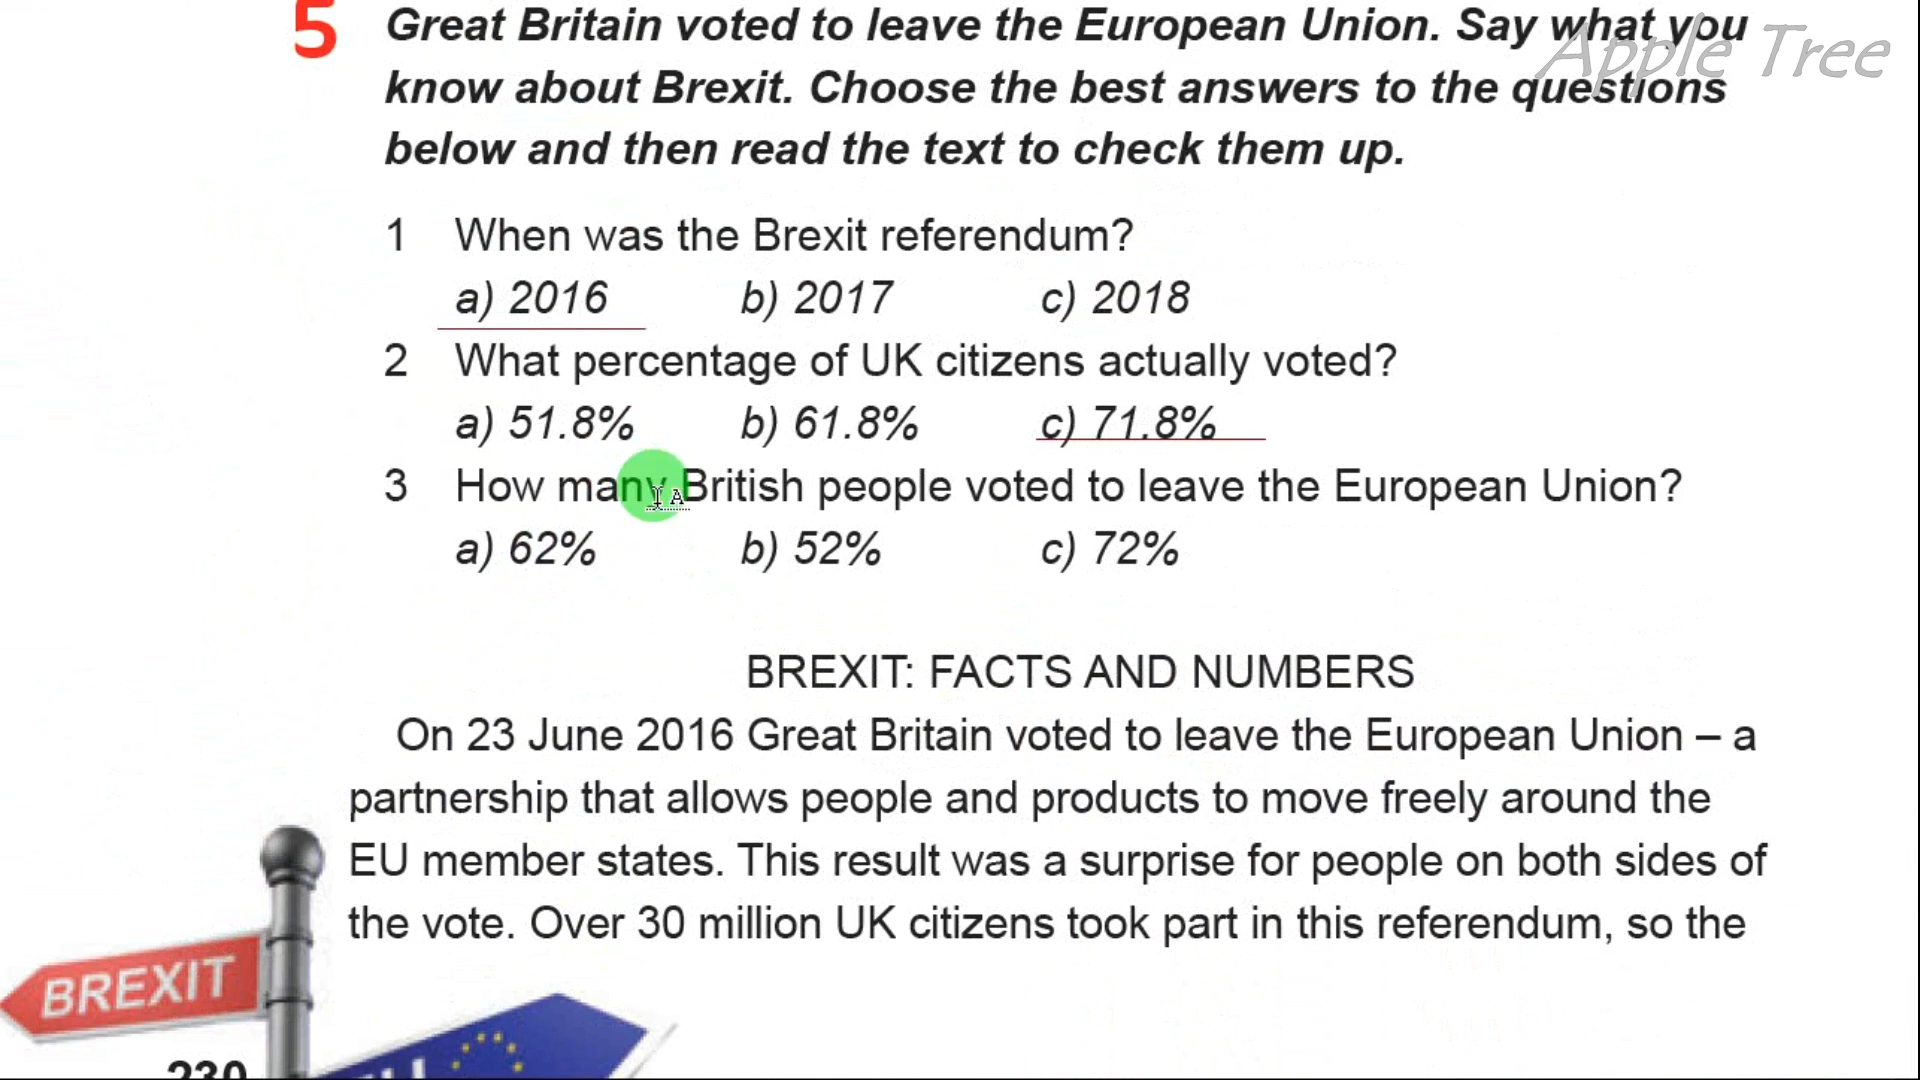 Apple Tree
5 Great Britain voted to leave the European Union. Say what you
know about Brexit. Choose the best answers to the questions
below and then read the text to check them up.
1 When was the Brexit referendum?
a) 2016 b) 2017 c) 2018
2 What percentage of UK citizens actually voted?
a) 51.8% b) 61.8% c) 71.8%
3 How many British people voted to leave the European Union?
a) 62% b) 52% c) 72%
BREXIT: FACTS AND NUMBERS
On 23 June 2016 Great Britain voted to leave the European Union – a
partnership that allows people and products to move freely around the
EU member states. This result was a surprise for people on both sides of
the vote. Over 30 million UK citizens took part in this referendum, so the
BREXIT
230